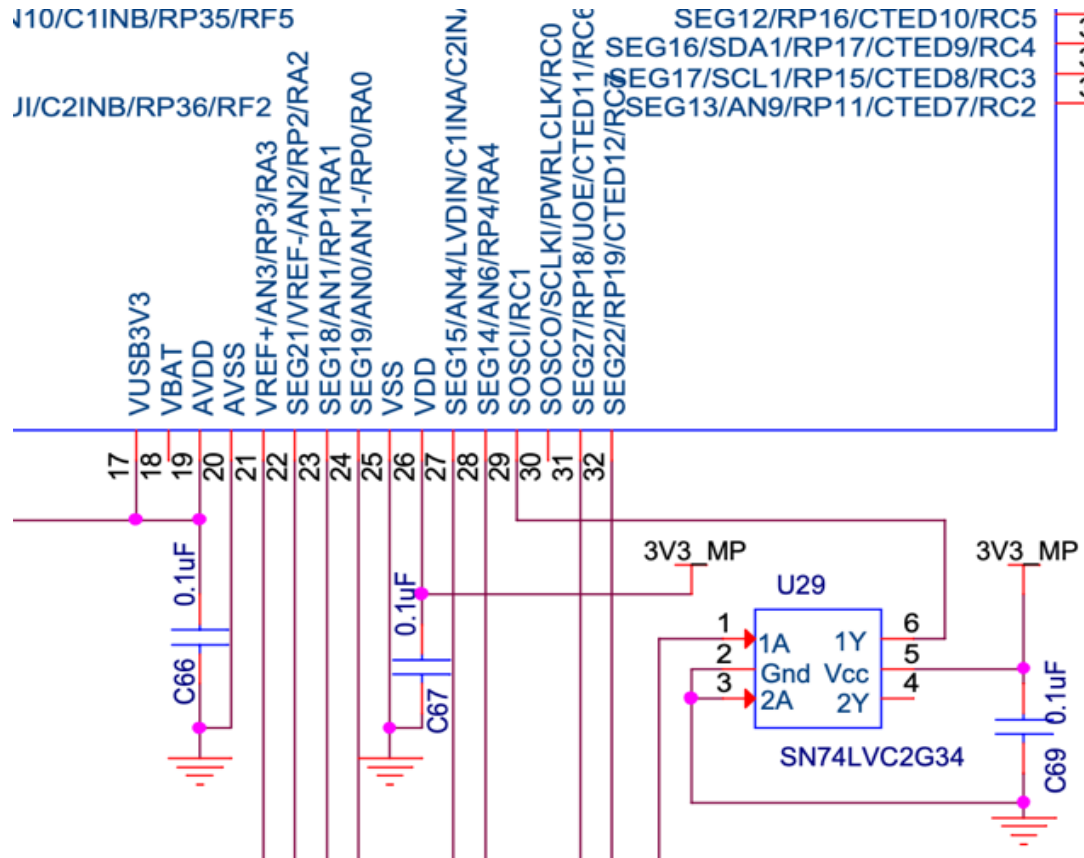 N10/C1INB/RP35/RF5
JI/C2INB/RP36/RF2
SEG12/RP16/CTED10/RC5
SEG16/SDA1/RP17/CTED9/RC4
SEG17/SCL1/RP15/CTED8/RC3
SEG13/AN9/RP11/CTED7/RC2
VUSB3V3
VBAT
AVDD
AVSS
VREF+/AN3/RP3/RA3
SEG21/VREF-/AN2/RP2/RA2
SEG18/AN1/RP1/RA1
SEG19/AN0/AN1-/RP0/RA0
VSS
VDD
SEG15/AN4/LVDIN/C1INA/C2IN
SEG14/AN6/RP4/RA4
SOSCI/RC1
SOSCO/SCLKI/PWRLCLK/RC0
SEG27/RP18/UOE/CTED11/RC6
SEG22/RP19/CTED12/RC7
17
18
19
20
21
22
23
24
25
26
27
28
29
30
31
32
0.1uF
C66
0.1uF
C67
3V3_MP
3V3_MP
U29
1
1A
1Y
6
2
Gnd
Vcc
5
3
2A
2Y
4
SN74LVC2G34
0.1uF
C69